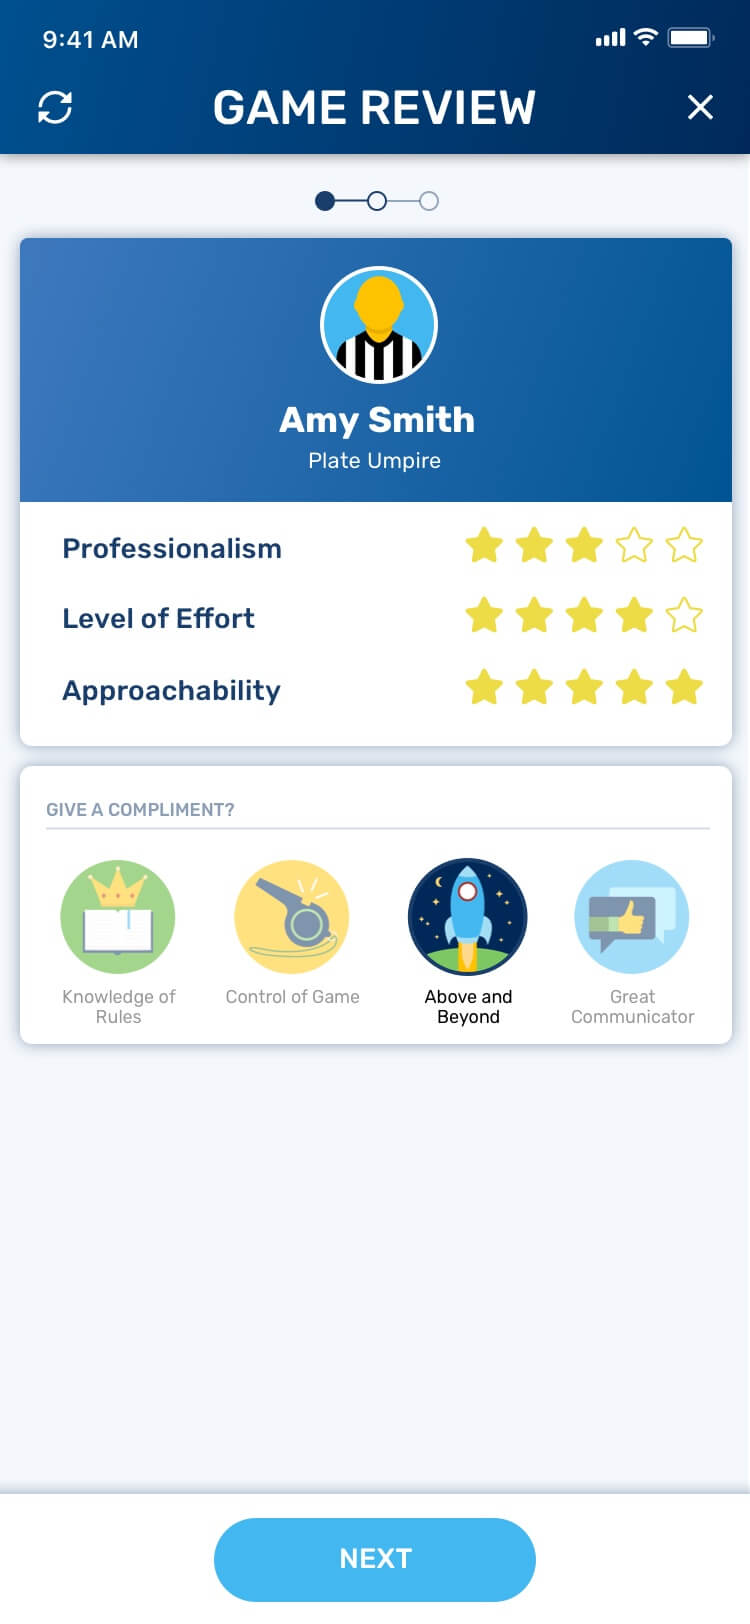 9:41 AM
GAME REVIEW
Amy Smith
Plate Umpire
Professionalism
Level of Effort
Approachability
GIVE A COMPLIMENT?
Knowledge of
Rules
Control of Game
Above and
Beyond
Great
Communicator
NEXT